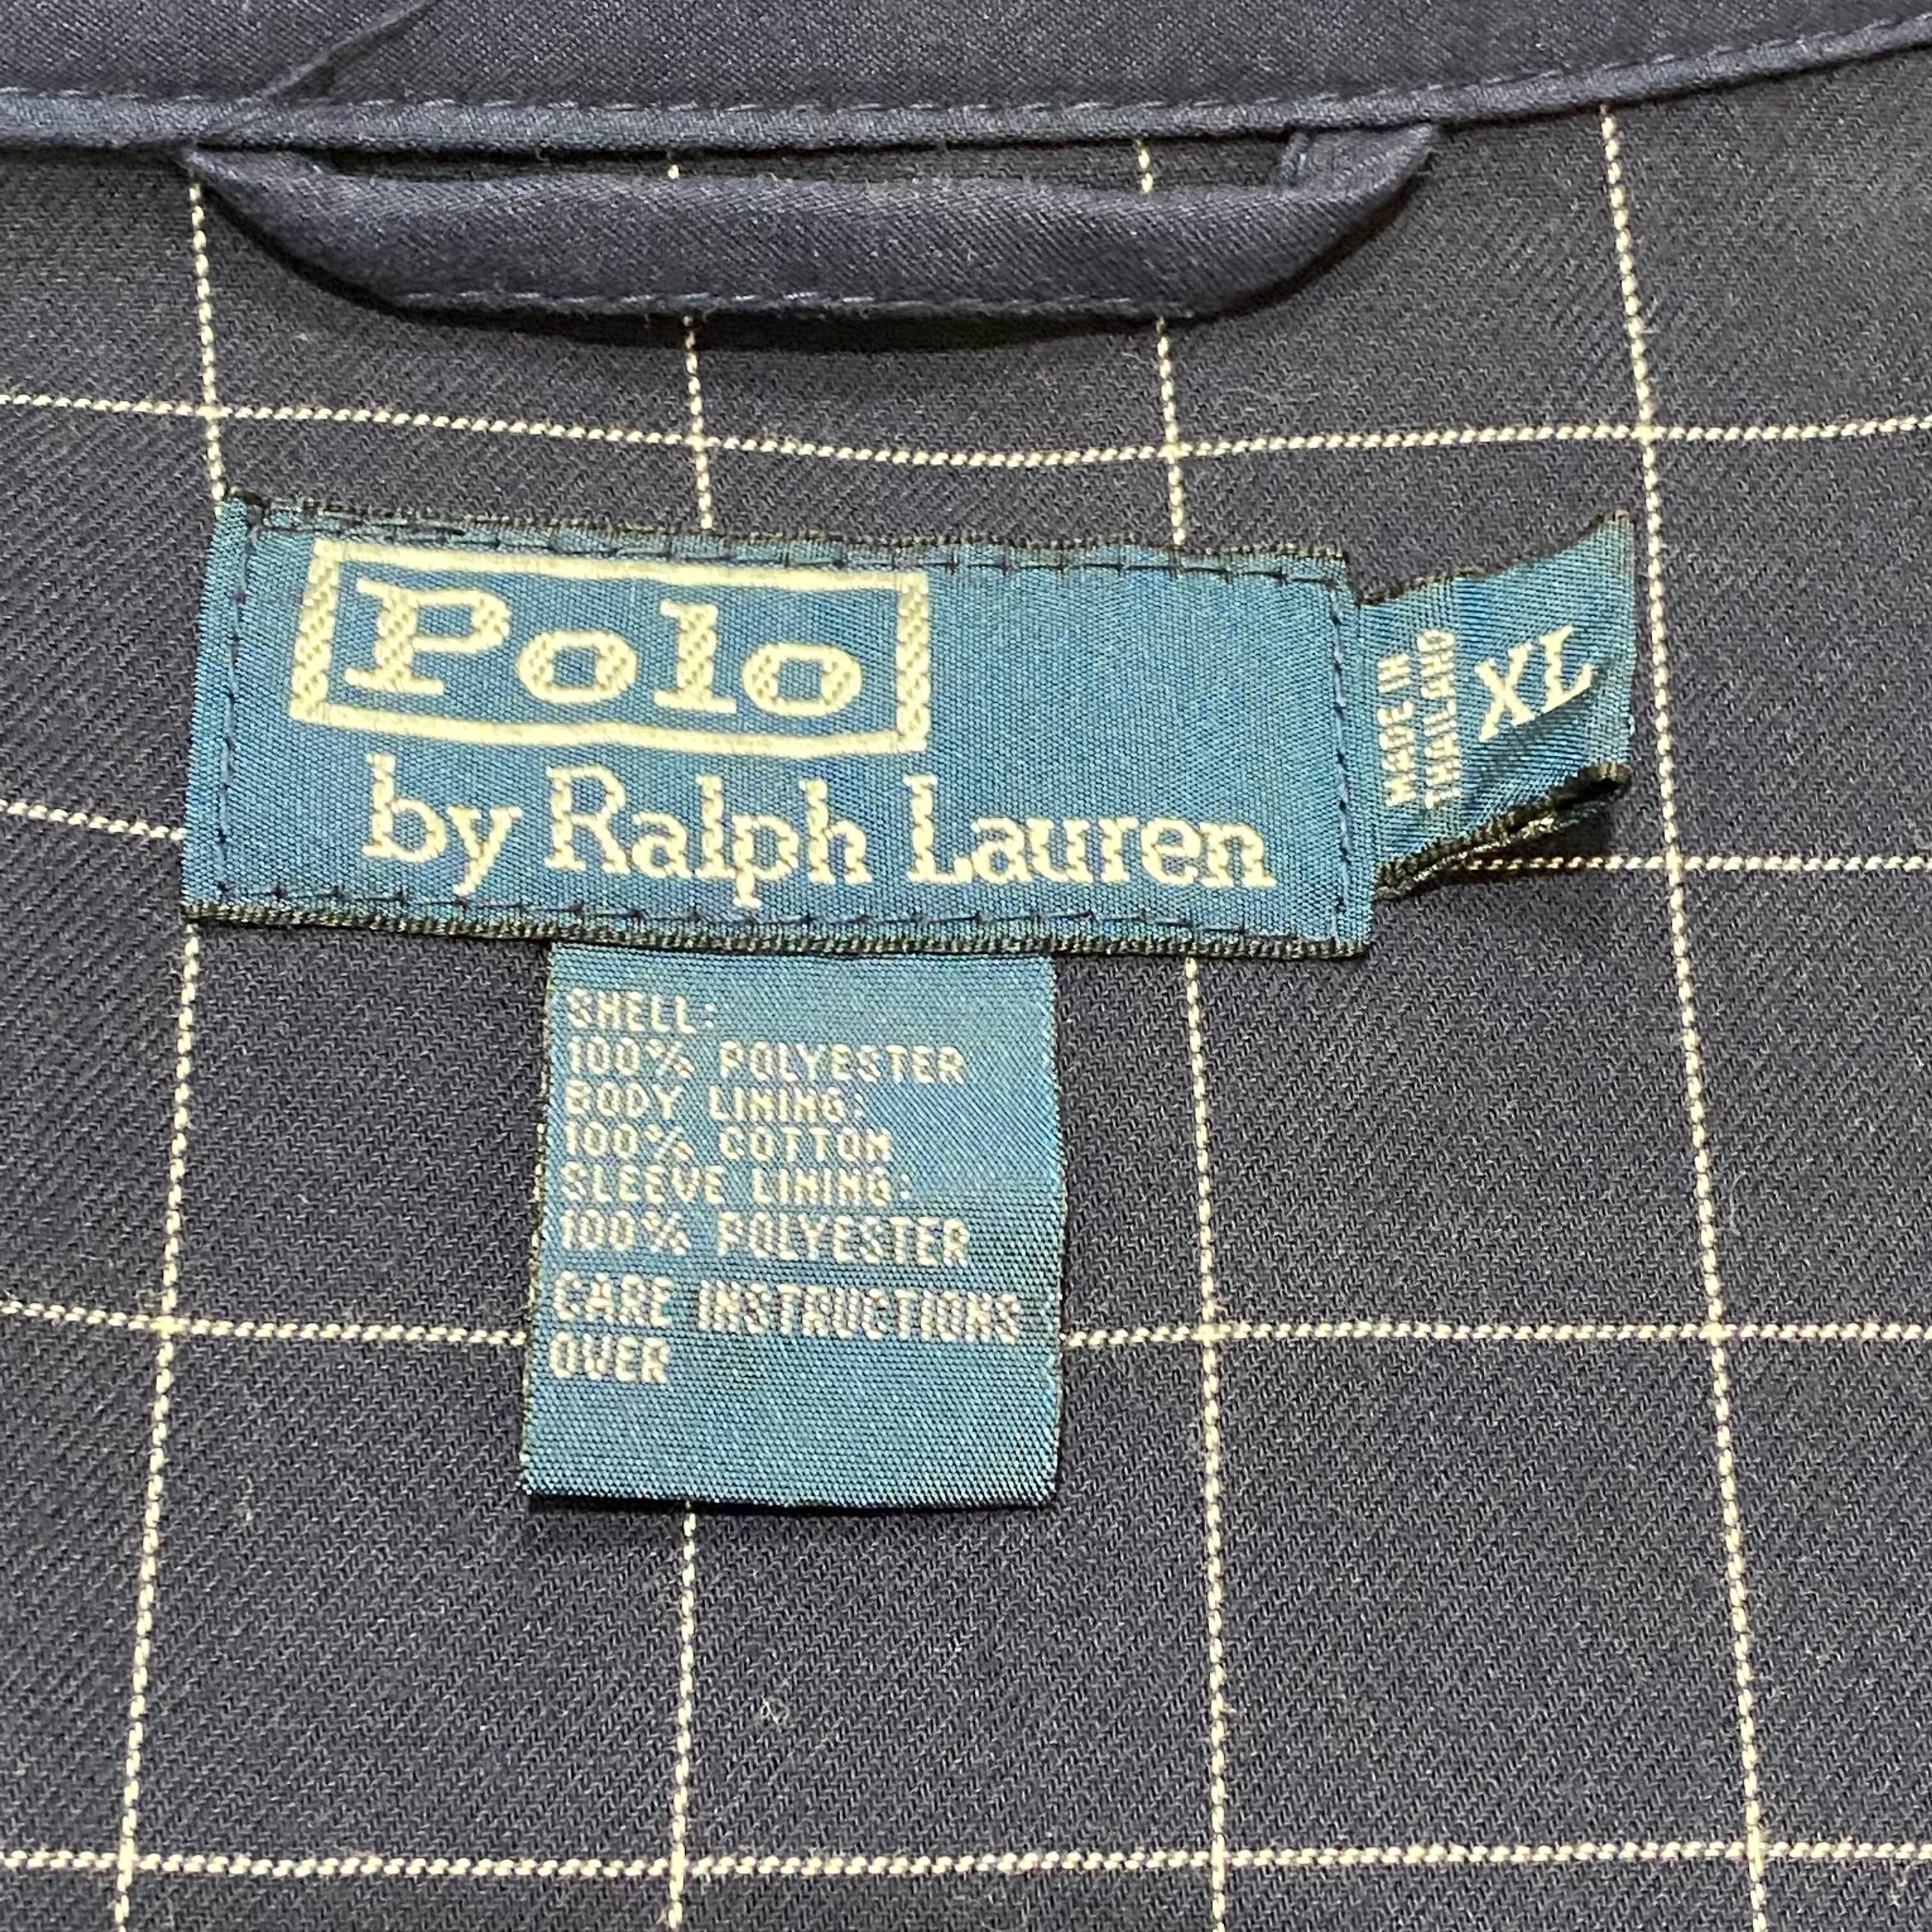 Polo
by Ralph Lauren
MADE IN
THAILAND
XL
SHELL:
100% POLYESTER
BODY LINING:
100% COTTON
SLEEVE LINING:
100% POLYESTER
CARE INSTRUCTIONS
OVER